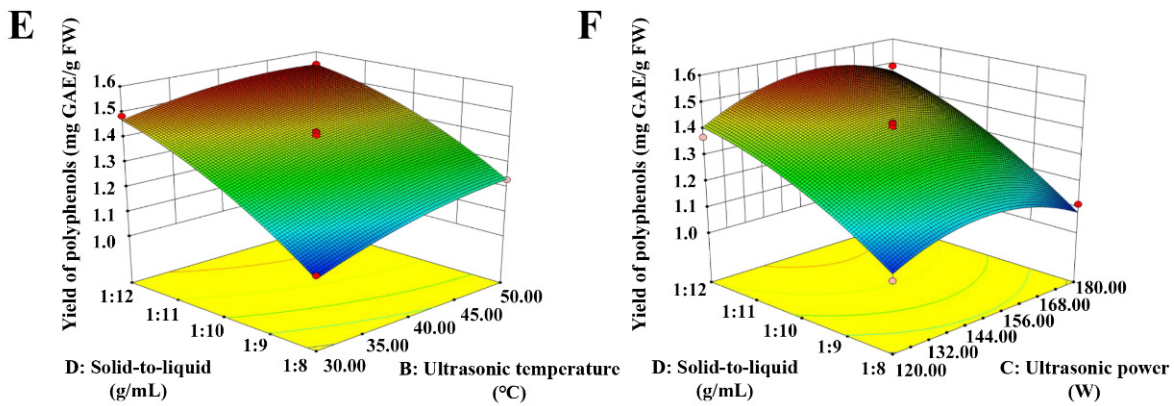 E
Yield of polyphenols (mg GAE/g FW)
1.6
1.5
1.4
1.3
1.2
1.1
1.0
1:12
1:11
1:10
1:9
1:8
30.00
35.00
40.00
45.00
50.00
D: Solid-to-liquid
(g/mL)
B: Ultrasonic temperature
(°C)
F
Yield of polyphenols (mg GAE/g FW)
1.6
1.5
1.4
1.3
1.2
1.1
1.0
1:12
1:11
1:10
1:9
1:8
120.00
132.00
144.00
156.00
168.00
180.00
D: Solid-to-liquid
(g/mL)
C: Ultrasonic power
(W)